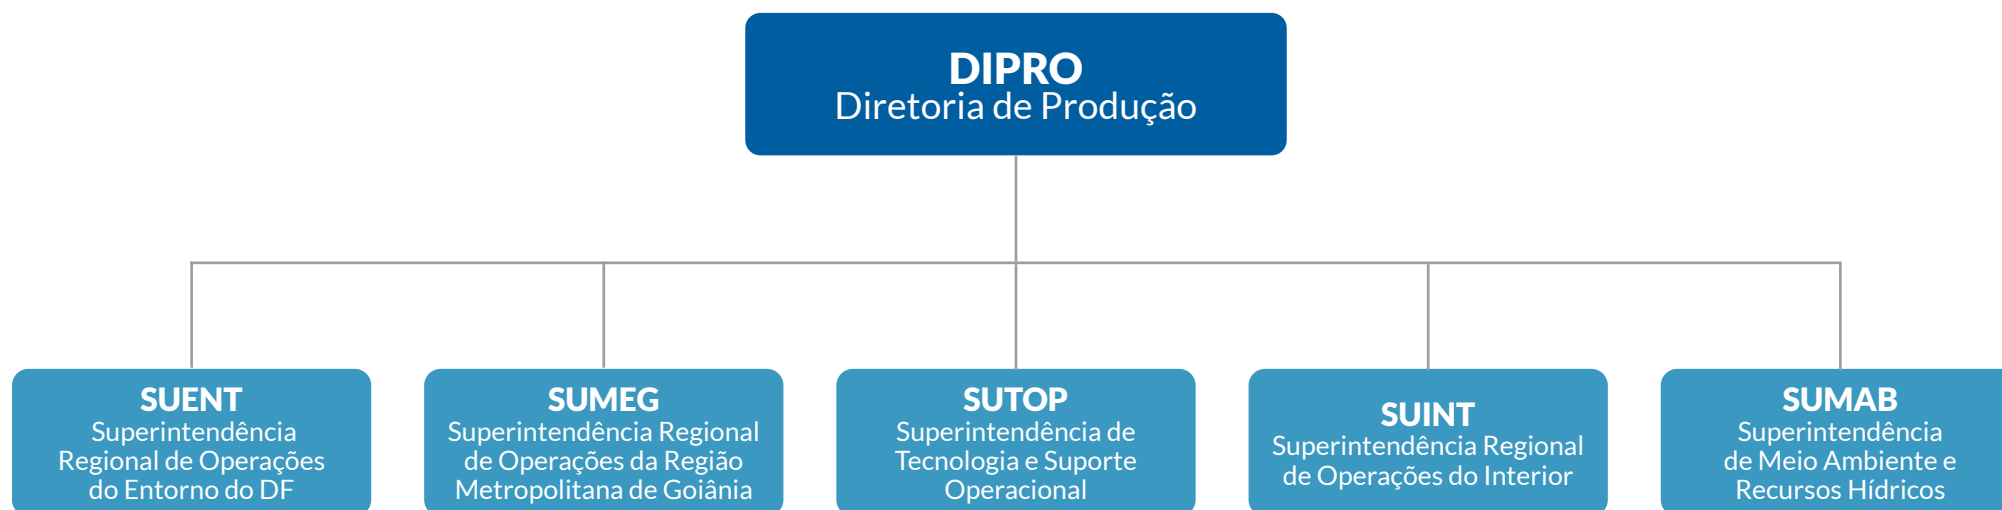 DIPRO
Diretoria de Produção
SUENT
Superintendência
Regional de Operações
do Entorno do DF
SUMEG
Superintendência Regional
de Operações da Região
Metropolitana de Goiânia
SUTOP
Superintendência de
Tecnologia e Suporte
Operacional
SUINT
Superintendência Regional
de Operações do Interior
SUMAB
Superintendência
de Meio Ambiente e
Recursos Hídricos